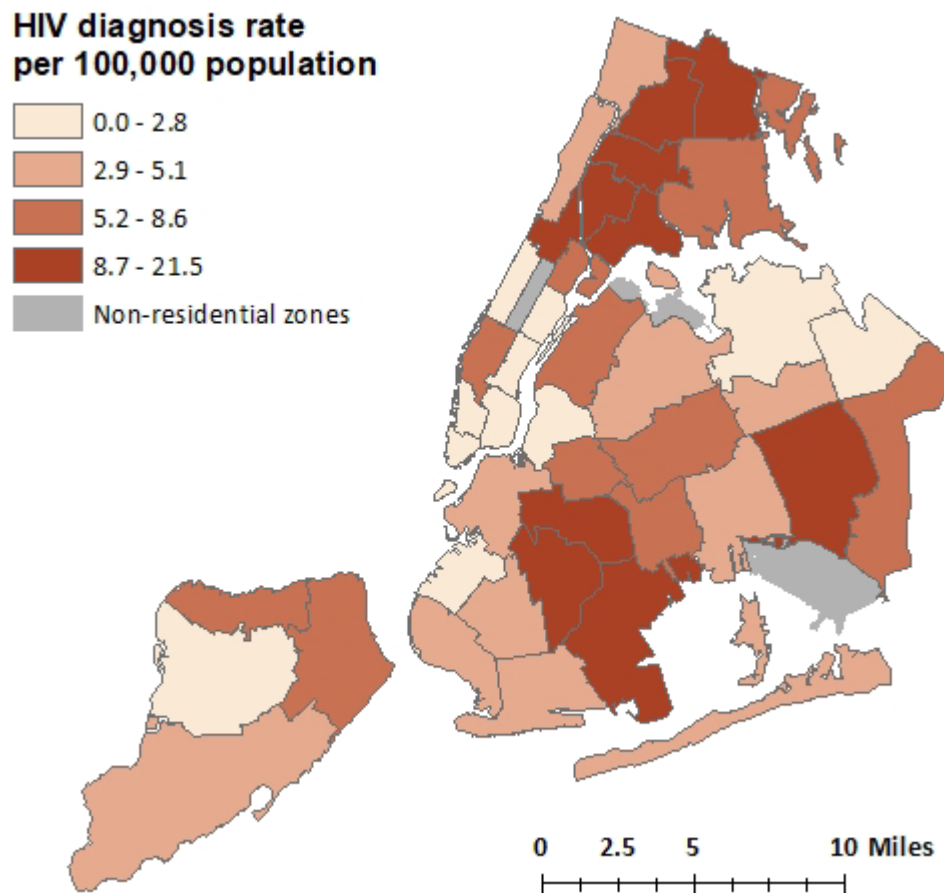 HIV diagnosis rate
per 100,000 population
0.0 - 2.8
2.9 - 5.1
5.2 - 8.6
8.7 - 21.5
Non-residential zones
0 2.5 5 10 Miles